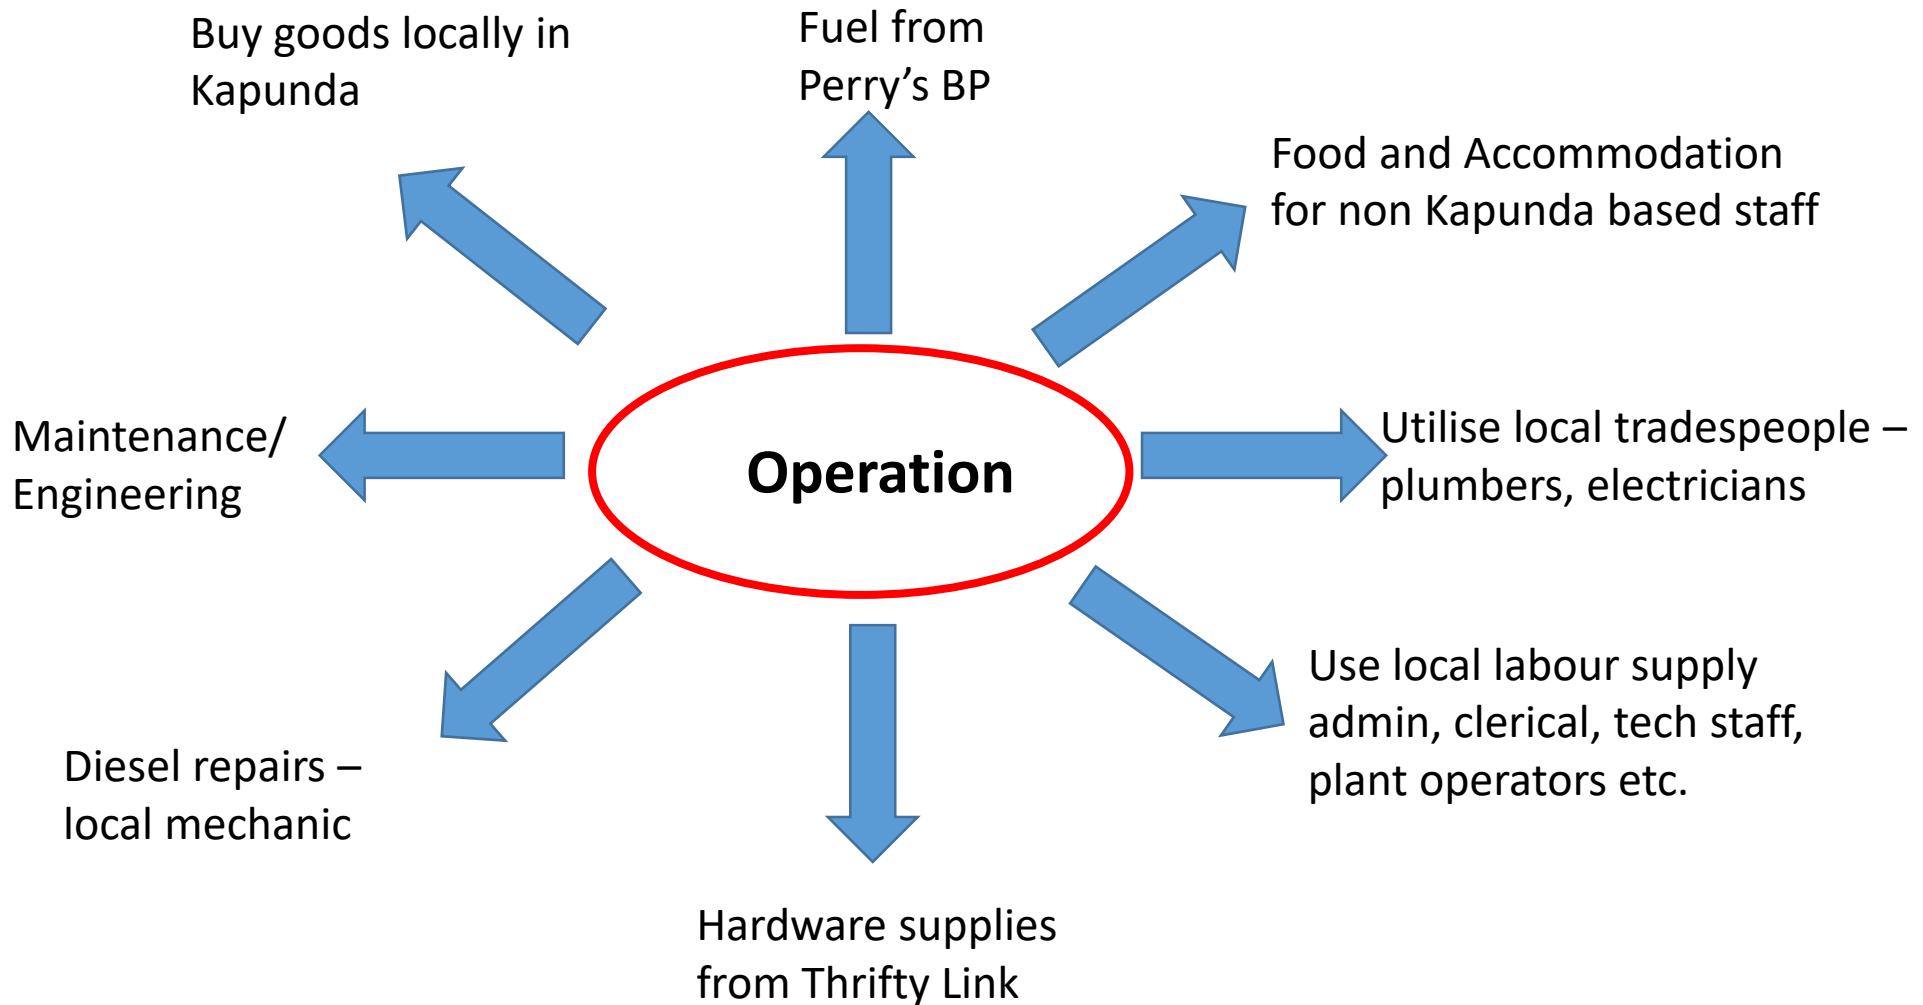 Buy goods locally in
Kapunda
Fuel from
Perry’s BP
Food and Accommodation
for non Kapunda based staff
Maintenance/
Engineering
Operation
Utilise local tradespeople –
plumbers, electricians
Diesel repairs –
local mechanic
Use local labour supply
admin, clerical, tech staff,
plant operators etc.
Hardware supplies
from Thrifty Link